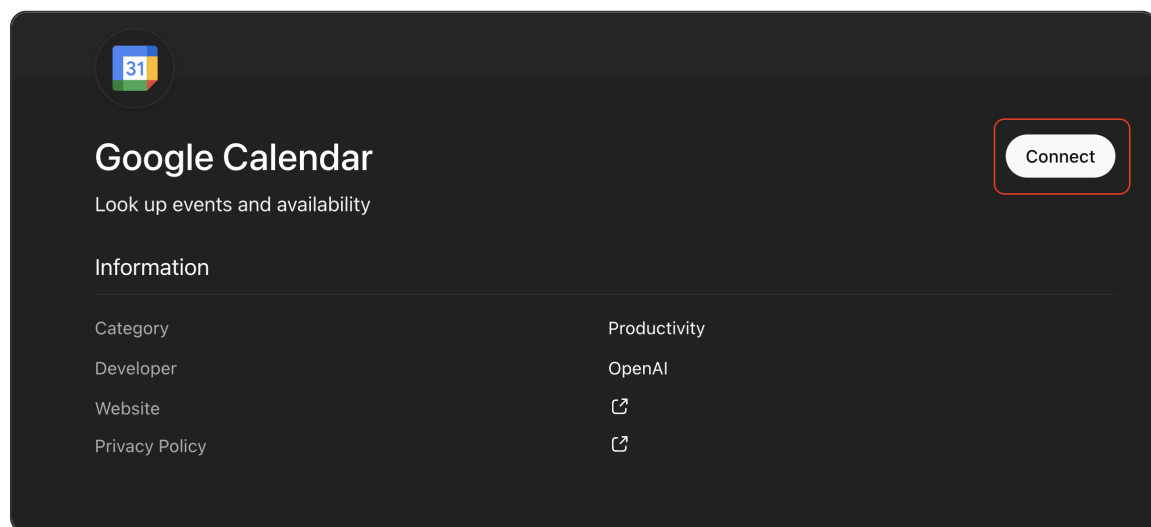 31
Google Calendar
Connect
Look up events and availability
Information
Category Productivity
Developer OpenAI
Website
Privacy Policy